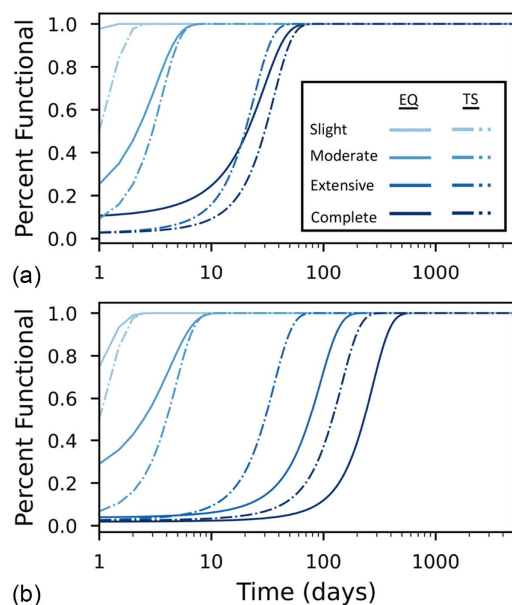 1.0
0.8
0.6
0.4
0.2
0.0
Percent Functional
EQ TS
Slight
Moderate
Extensive
Complete
1 10 100 1000
(a)
1.0
0.8
0.6
0.4
0.2
0.0
Percent Functional
1 10 100 1000
(b)
Time (days)